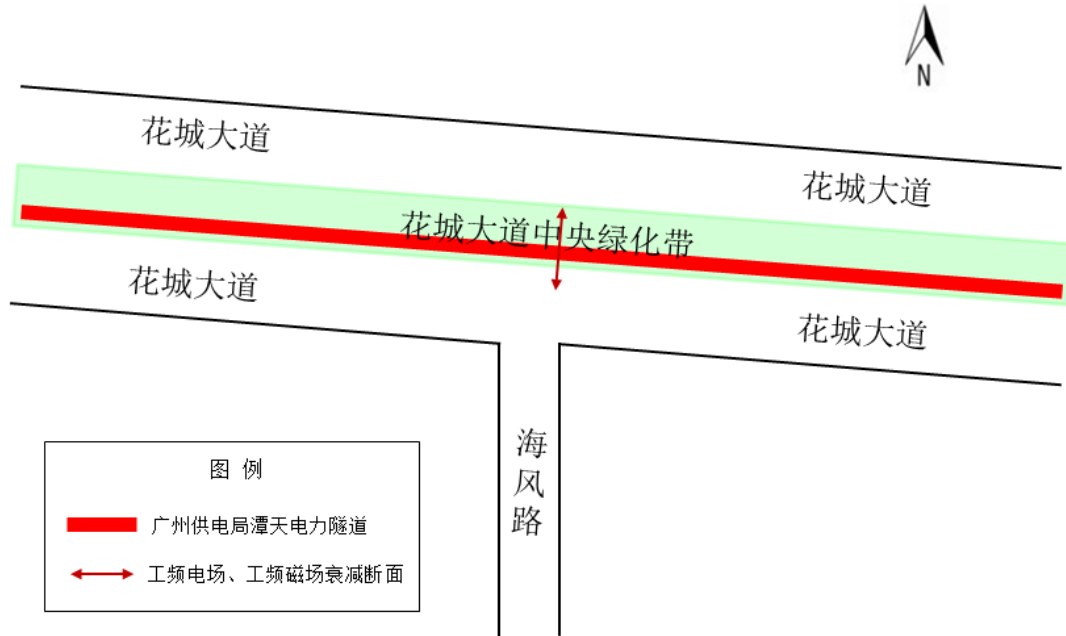 N
花城大道
花城大道
花城大道中央绿化带
花城大道
花城大道
海风路
图 例
广州供电局潭天电力隧道
工频电场、工频磁场衰减断面